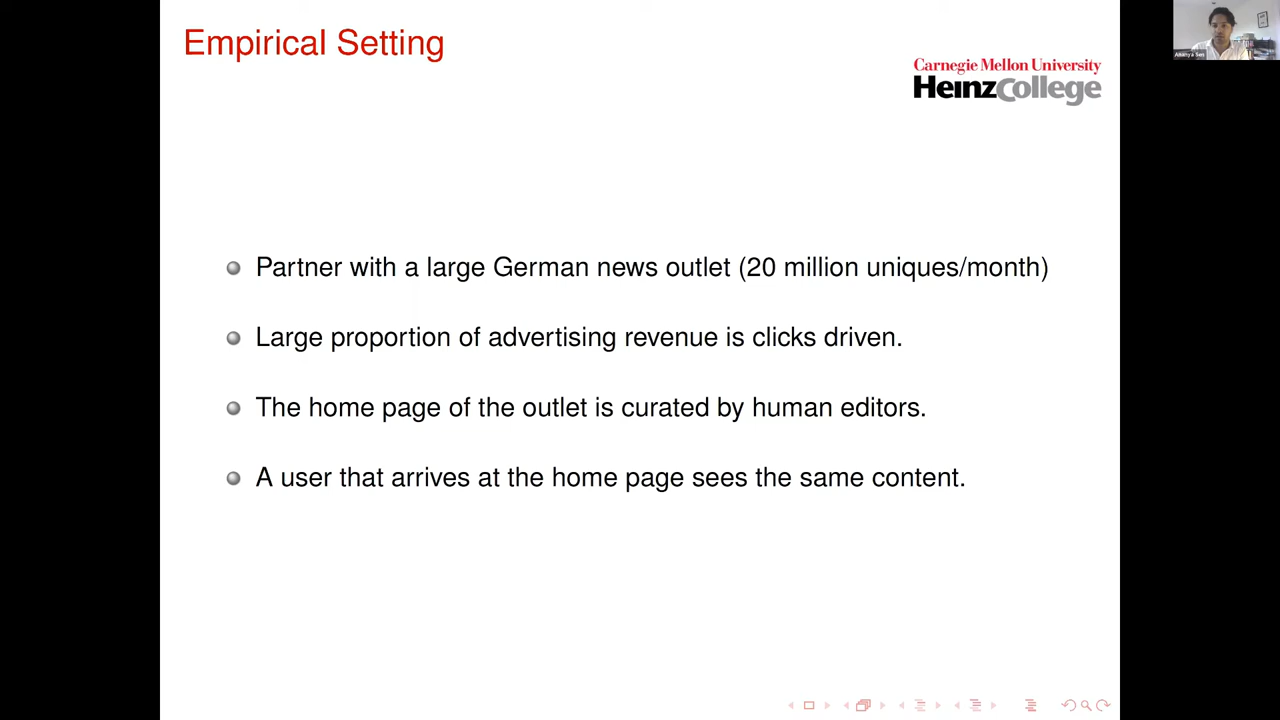 Empirical Setting
Carnegie Mellon University
HeinzCollege
Ananya Sen
Partner with a large German news outlet (20 million uniques/month)
Large proportion of advertising revenue is clicks driven.
The home page of the outlet is curated by human editors.
A user that arrives at the home page sees the same content.